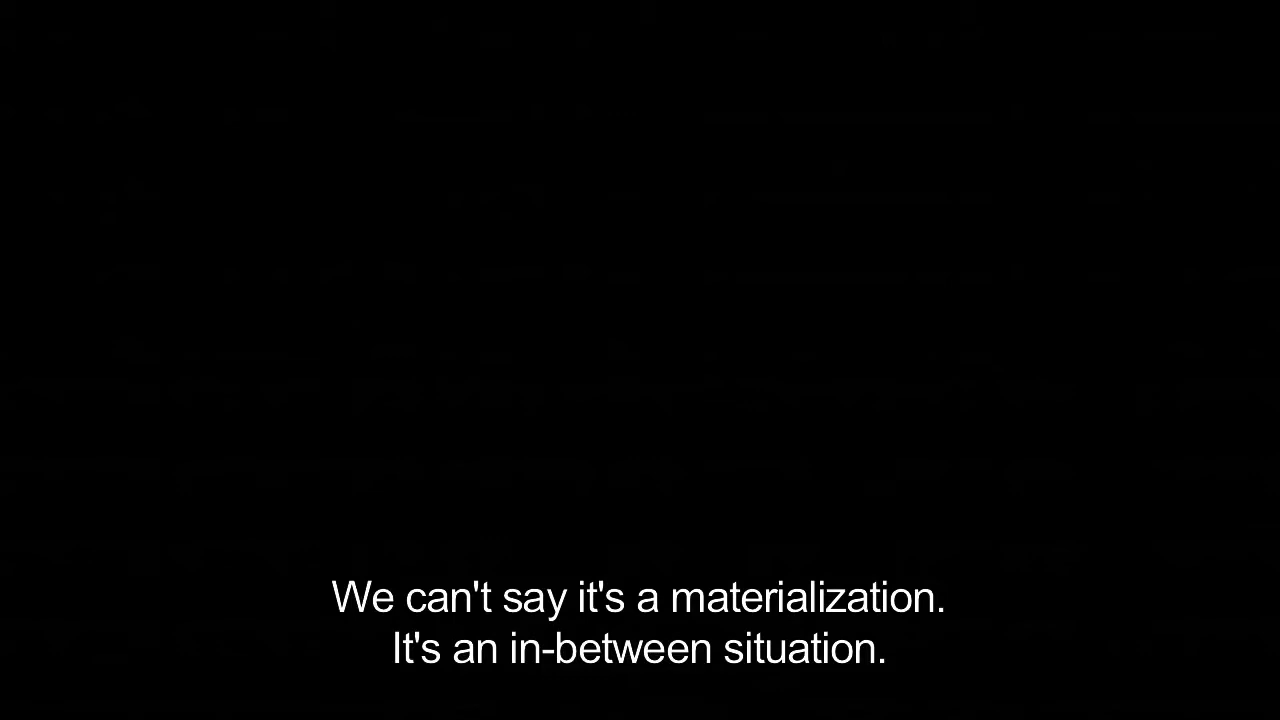 We can't say it's a materialization.
It's an in-between situation.